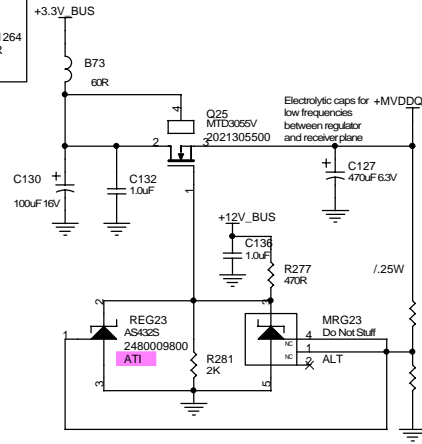 +3.3V_BUS
1264
R
B73
60R
4
Q25
MTD3055V
2021305500
2
3
1
Electrolytic caps for
low frequencies
between regulator
and receiver plane
+MVDDQ
+
C130
100uF 16V
C132
1.0uF
+
C127
470uF 6.3V
+12V_BUS
C136
1.0uF
R277
470R
/.25W
2
REG23
AS432S
2480009800
ATI
1
3
R281
2K
3
MRG23
Do Not Stuff
4
NC
1
NC
2
ALT
5